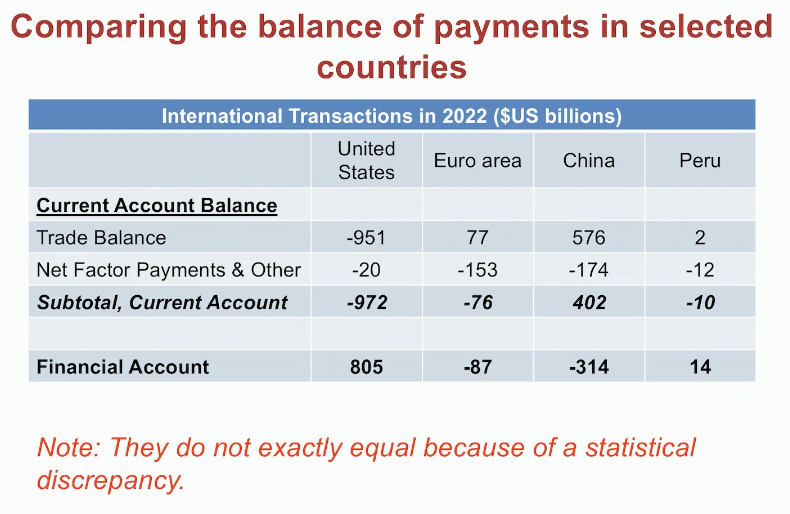 Comparing the balance of payments in selected
countries
International Transactions in 2022 ($US billions)
United States Euro area China Peru
Current Account Balance
Trade Balance -951 77 576 2
Net Factor Payments & Other -20 -153 -174 -12
Subtotal, Current Account -972 -76 402 -10
Financial Account 805 -87 -314 14
Note: They do not exactly equal because of a statistical
discrepancy.